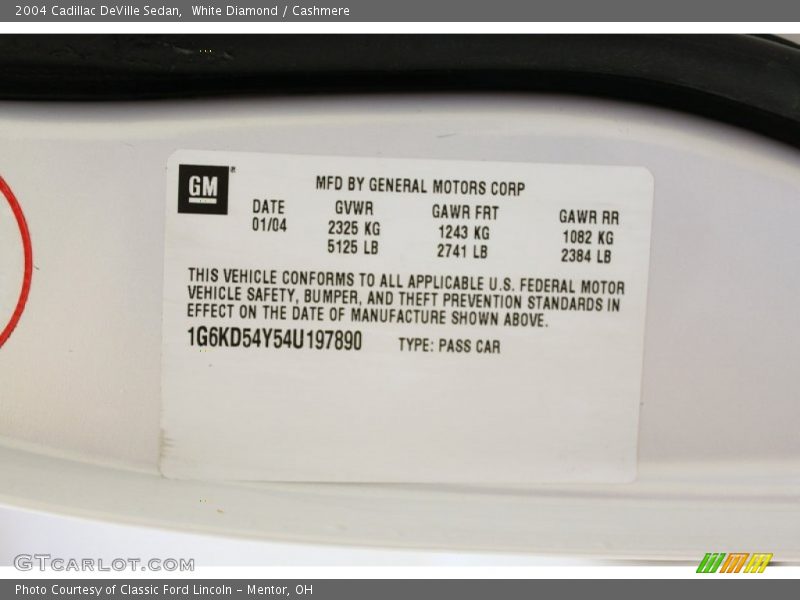 2004 Cadillac DeVille Sedan,  White Diamond / Cashmere
GM
MFD BY GENERAL MOTORS CORP
DATE GVWR GAWR FRT GAWR RR
01/04 2325 KG 1243 KG 1082 KG
5125 LB 2741 LB 2384 LB
THIS VEHICLE CONFORMS TO ALL APPLICABLE U.S. FEDERAL MOTOR
VEHICLE SAFETY, BUMPER, AND THEFT PREVENTION STANDARDS IN
EFFECT ON THE DATE OF MANUFACTURE SHOWN ABOVE.
1G6KD54Y54U197890 TYPE: PASS CAR
GTCARLOT.COM
Photo Courtesy of Classic Ford Lincoln - Mentor, OH